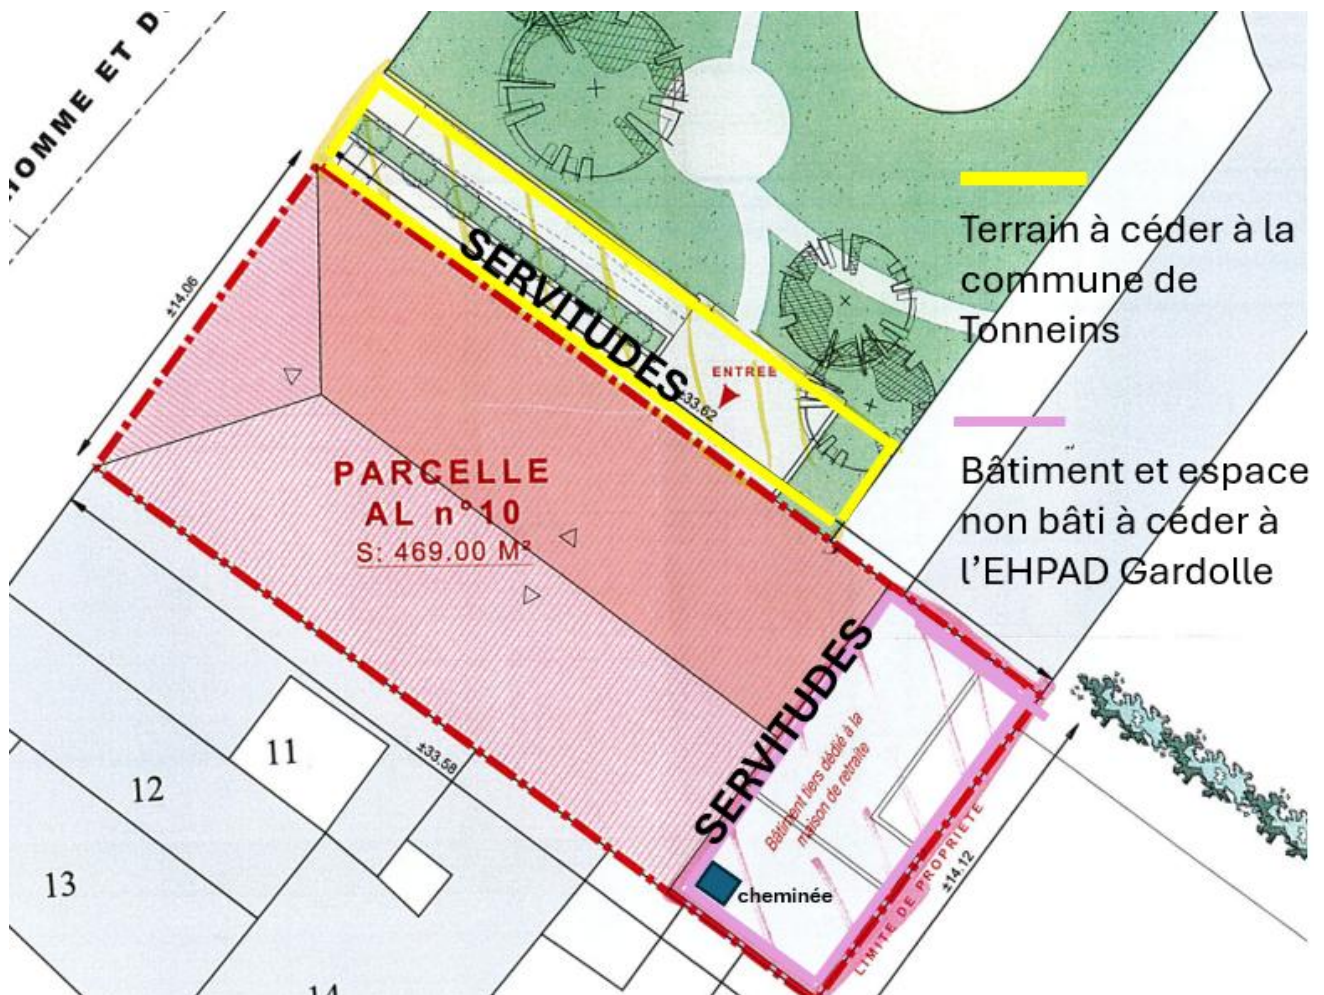 HOMME ET D
±14.06
SERVITUDES
ENTREE
±33.62
Terrain à céder à la
commune de
Tonneins
Bâtiment et espace
non bâti à céder à
l'EHPAD Gardolle
PARCELLE
AL n°10
S: 469.00 M²
SERVITUDES
Bâtiment tiers dédié à la
maison de retraite
cheminée
LIMITE DE PROPRIETE
±14.12
±33.58
11
12
13
14